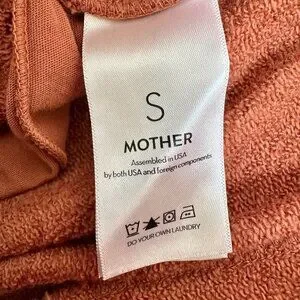 S
MOTHER
Assembled in USA
by both USA and foreign components
DO YOUR OWN LAUNDRY